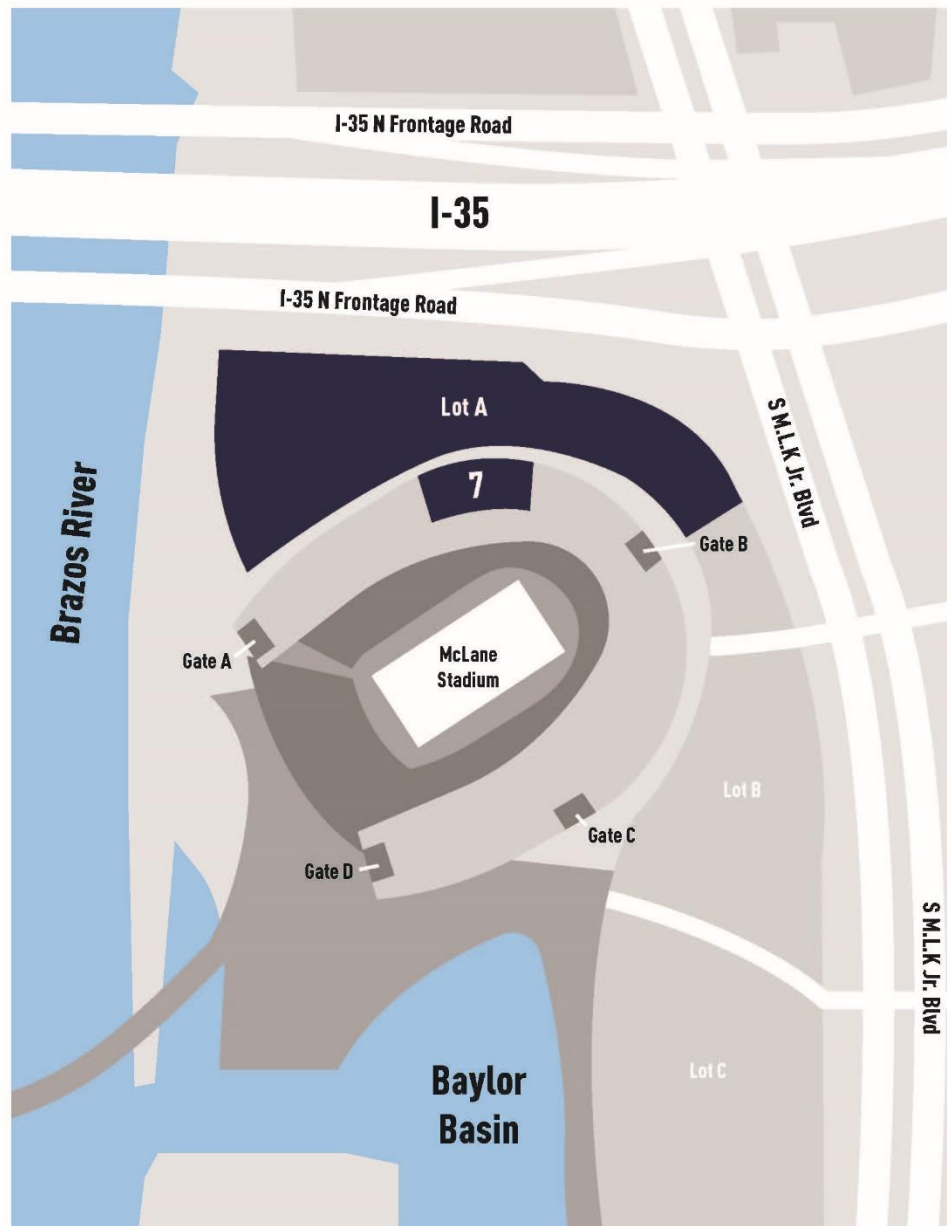 I-35 N Frontage Road
I-35
I-35 N Frontage Road
Lot A
S M.L.K Jr. Blvd
7
Gate B
Brazos River
Gate A
McLane
Stadium
Lot B
Gate C
Gate D
S M.L.K Jr. Blvd
Lot C
Baylor
Basin